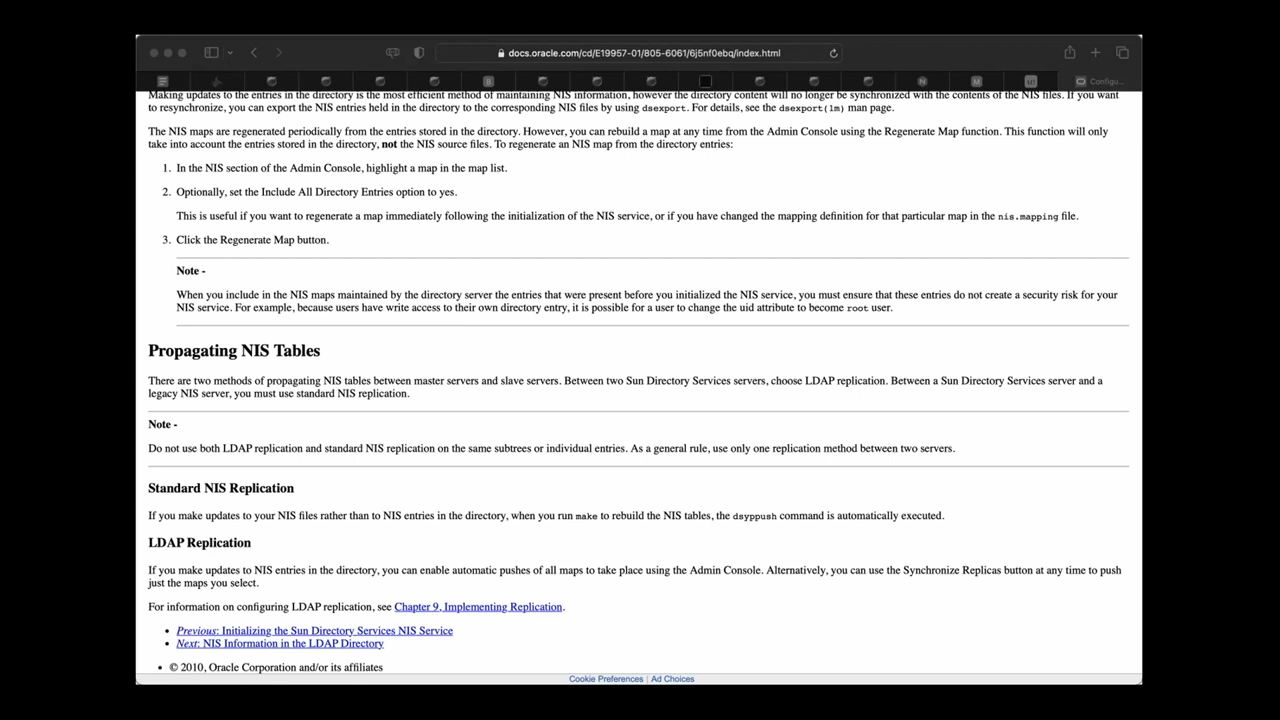 docs.oracle.com/cd/E19957-01/805-6061/6j5nf0ebq/index.html
Configu...
Making updates to the entries in the directory is the most efficient method of maintaining NIS information, however the directory content will no longer be synchronized with the contents of the NIS files. If you want
to resynchronize, you can export the NIS entries held in the directory to the corresponding NIS files by using dsexport. For details, see the dsexport(1m) man page.
The NIS maps are regenerated periodically from the entries stored in the directory. However, you can rebuild a map at any time from the Admin Console using the Regenerate Map function. This function will only
take into account the entries stored in the directory, not the NIS source files. To regenerate an NIS map from the directory entries:
1. In the NIS section of the Admin Console, highlight a map in the map list.
2. Optionally, set the Include All Directory Entries option to yes.
This is useful if you want to regenerate a map immediately following the initialization of the NIS service, or if you have changed the mapping definition for that particular map in the nis.mapping file.
3. Click the Regenerate Map button.
Note -
When you include in the NIS maps maintained by the directory server the entries that were present before you initialized the NIS service, you must ensure that these entries do not create a security risk for your
NIS service. For example, because users have write access to their own directory entry, it is possible for a user to change the uid attribute to become root user.
Propagating NIS Tables
There are two methods of propagating NIS tables between master servers and slave servers. Between two Sun Directory Services servers, choose LDAP replication. Between a Sun Directory Services server and a
legacy NIS server, you must use standard NIS replication.
Note -
Do not use both LDAP replication and standard NIS replication on the same subtrees or individual entries. As a general rule, use only one replication method between two servers.
Standard NIS Replication
If you make updates to your NIS files rather than to NIS entries in the directory, when you run make to rebuild the NIS tables, the dsyppush command is automatically executed.
LDAP Replication
If you make updates to NIS entries in the directory, you can enable automatic pushes of all maps to take place using the Admin Console. Alternatively, you can use the Synchronize Replicas button at any time to push
just the maps you select.
For information on configuring LDAP replication, see Chapter 9, Implementing Replication.
• Previous: Initializing the Sun Directory Services NIS Service
• Next: NIS Information in the LDAP Directory
• © 2010, Oracle Corporation and/or its affiliates
Cookie Preferences | Ad Choices